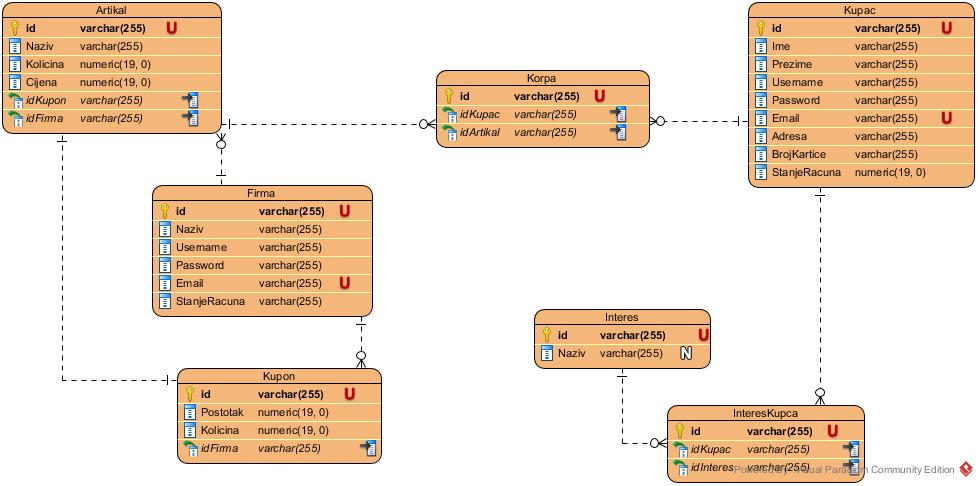 Artikal
id varchar(255) U
Naziv varchar(255)
Kolicina numeric(19, 0)
Cijena numeric(19, 0)
idKupon varchar(255)
idFirma varchar(255)
Kupac
id varchar(255) U
Ime varchar(255)
Prezime varchar(255)
Username varchar(255)
Password varchar(255)
Email varchar(255) U
Adresa varchar(255)
BrojKartice varchar(255)
StanjeRacuna numeric(19, 0)
Korpa
id varchar(255) U
idKupac varchar(255)
idArtikal varchar(255)
Firma
id varchar(255) U
Naziv varchar(255)
Username varchar(255)
Password varchar(255)
Email varchar(255) U
StanjeRacuna varchar(255)
Interes
id varchar(255) U
Naziv varchar(255) N
Kupon
id varchar(255) U
Postotak numeric(19, 0)
Kolicina numeric(19, 0)
idFirma varchar(255)
InteresKupca
id varchar(255) U
idKupac varchar(255)
idInteres varchar(255)
Powered By Visual Paradigm Community Edition